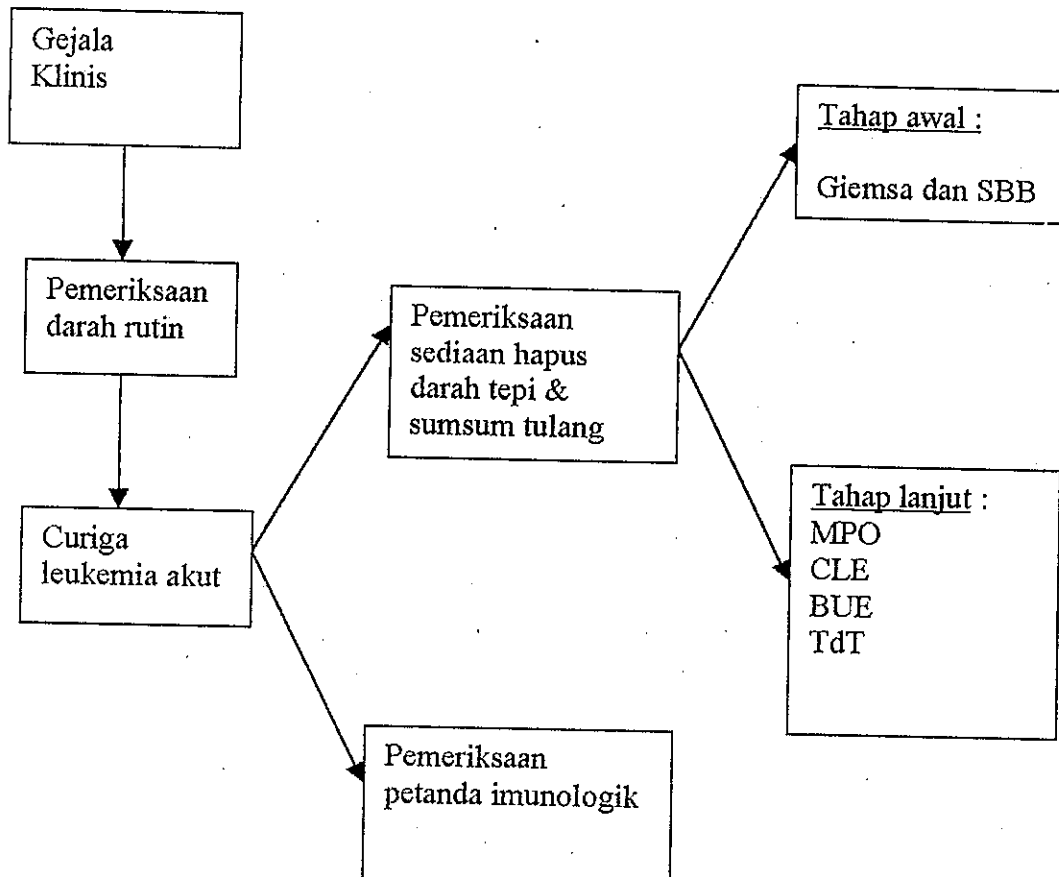 Gejala
Klinis
Pemeriksaan
darah rutin
Curiga
leukemia akut
Pemeriksaan
sediaan hapus
darah tepi &
sumsum tulang
Pemeriksaan
petanda imunologik
Tahap awal :
Giemsa dan SBB
Tahap lanjut :
MPO
CLE
BUE
TdT